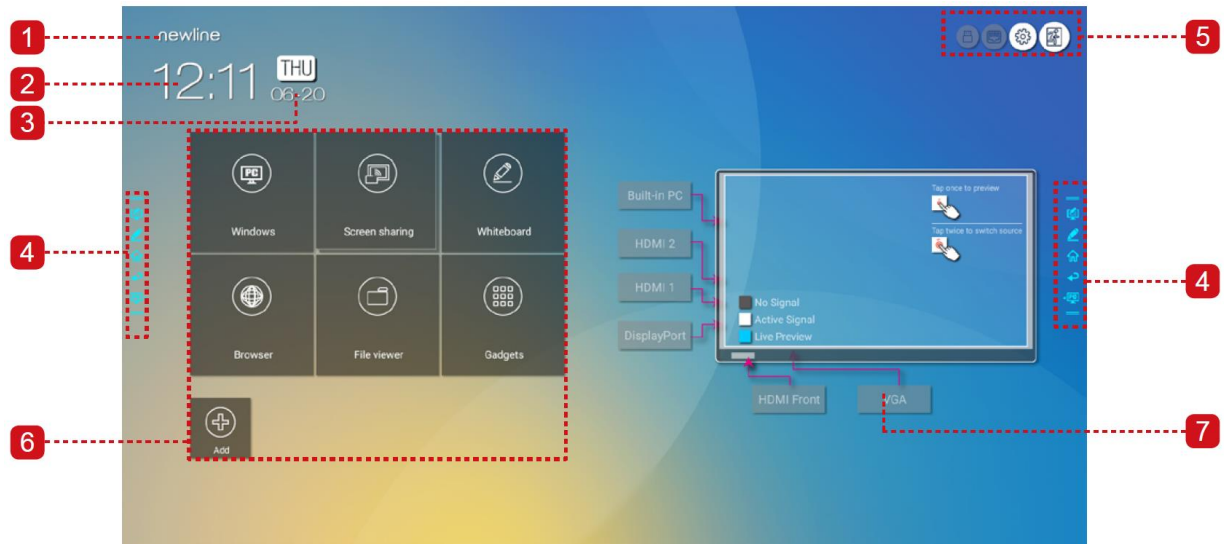 1
newline
5
2
12:11
THU
3
06-20
PC
Windows
Screen sharing
Whiteboard
Browser
File viewer
Gadgets
Add
4
6
Built-in PC
HDMI 2
HDMI 1
DisplayPort
Tap once to preview
Tap twice to switch source
No Signal
Active Signal
Live Preview
HDMI Front
VGA
PC
4
7